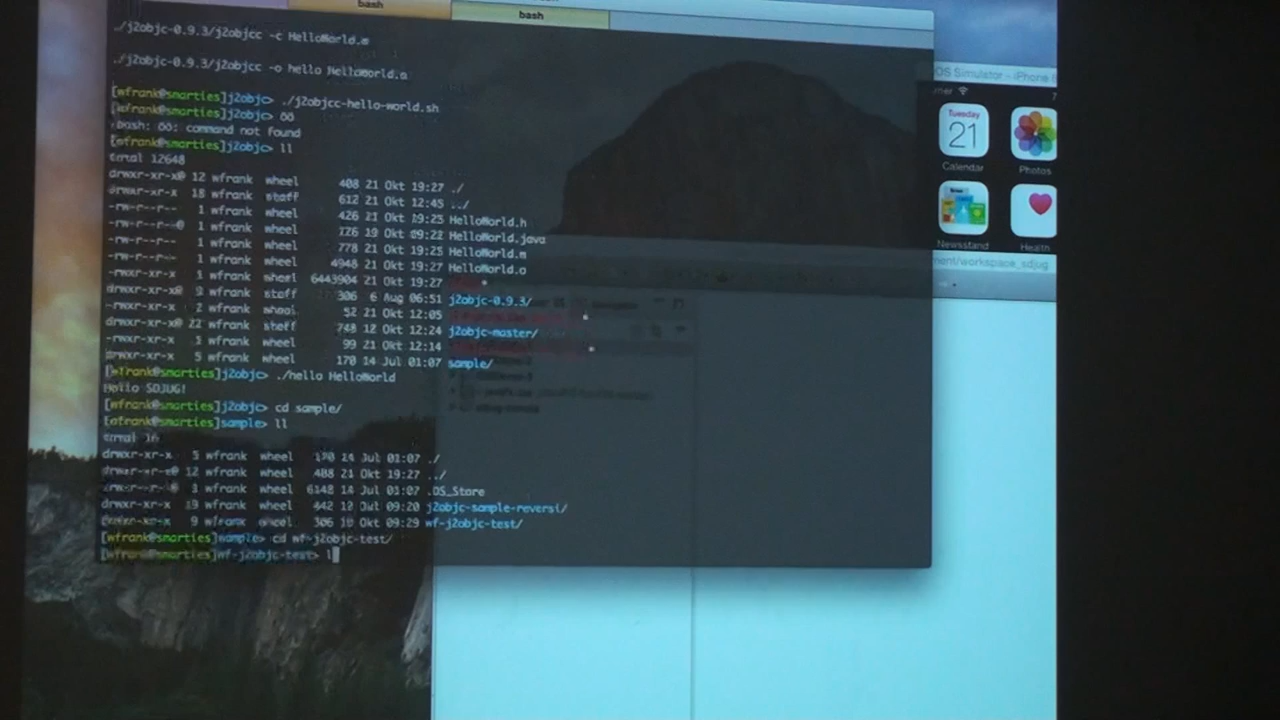 bash
bash
./j2objc-0.9.3/j2objcc -c HelloWorld.m
./j2objc-0.9.3/j2objcc -o hello HelloWorld.o
[wfrank@smarties]j2objc> ./j2objcc-hello-world.sh
[wfrank@smarties]j2objc> öö
-bash: öö: command not found
[wfrank@smarties]j2objc> ll
total 12648
drwxr-xr-x@ 12 wfrank wheel 408 21 Okt 19:27 ./
drwxr-xr-x 18 wfrank staff 612 21 Okt 12:45 ../
-rw-r--r-- 1 wfrank wheel 426 21 Okt 19:25 HelloWorld.h
-rw-r--r--@ 1 wfrank wheel 126 19 Okt 09:22 HelloWorld.java
-rw-r--r-- 1 wfrank wheel 778 21 Okt 19:25 HelloWorld.m
-rw-r--r-- 1 wfrank wheel 4948 21 Okt 19:27 HelloWorld.o
-rwxr-xr-x 1 wfrank wheel 6443904 21 Okt 19:27
drwxr-xr-x@ 9 wfrank staff 306 6 Aug 06:51 j2objc-0.9.3/
-rwxr-xr-x wfrank wheel 52 21 Okt 12:05
drwxr-xr-x@ 22 wfrank staff 748 12 Okt 12:24 j2objc-master/
-rwxr-xr-x 1 wfrank wheel 99 21 Okt 12:14
drwxr-xr-x 5 wfrank wheel 170 14 Jul 01:07 sample/
[wfrank@smarties]j2objc> ./hello HelloWorld
Hello SDJUG!
[wfrank@smarties]j2objc> cd sample/
[wfrank@smarties]sample> ll
total 16
drwxr-xr-x 5 wfrank wheel 170 14 Jul 01:07 ./
drwxr-xr-x@ 12 wfrank wheel 408 21 Okt 19:27 ../
-rw-r--r--@ 1 wfrank wheel 6148 14 Jul 01:07 .DS_Store
drwxr-xr-x 19 wfrank wheel Jul 09:20 j2objc-sample-reversi/
drwxr-xr-x 9 wfrank wheel 306 Okt 09:29 wf-j2objc-test/
[wfrank@smarties]sample> cd wf-j2objc-test/
[wfrank@smarties]wf-j2objc-test> l
iOS Simulator - iPhone
Tuesday
21
Calendar
Photos
Newsstand
Health
ment/workspace_sdjug